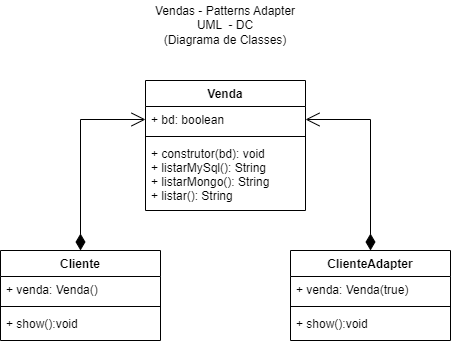 Vendas - Patterns Adapter
UML - DC
(Diagrama de Classes)
Venda
+ bd: boolean
+ construtor(bd): void
+ listarMySql(): String
+ listarMongo(): String
+ listar(): String
Cliente
+ venda: Venda()
+ show():void
ClienteAdapter
+ venda: Venda(true)
+ show():void